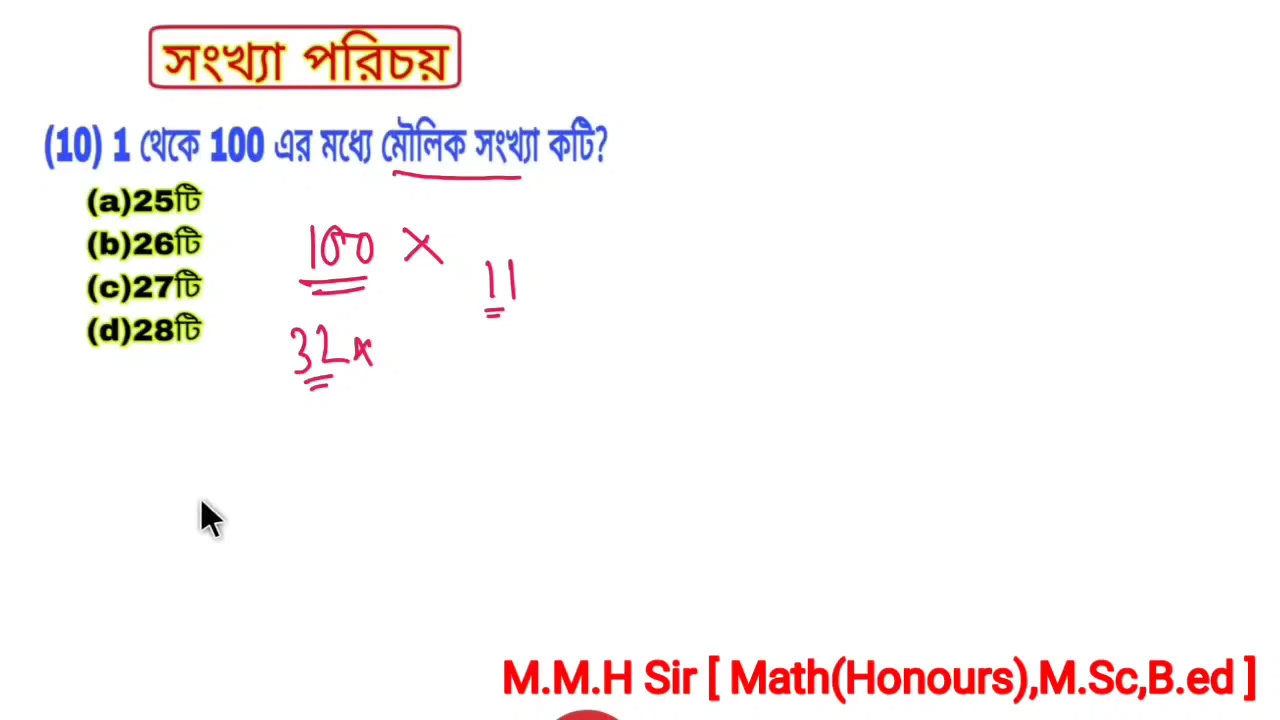 সংখ্যা পরিচয়
(10) 1 থেকে 100 এর মধ্যে মৌলিক সংখ্যা কটি?
(a)25টি
(b)26টি
(c)27টি
(d)28টি
100 ×
11
32×
M.M.H Sir [ Math(Honours),M.Sc,B.ed ]